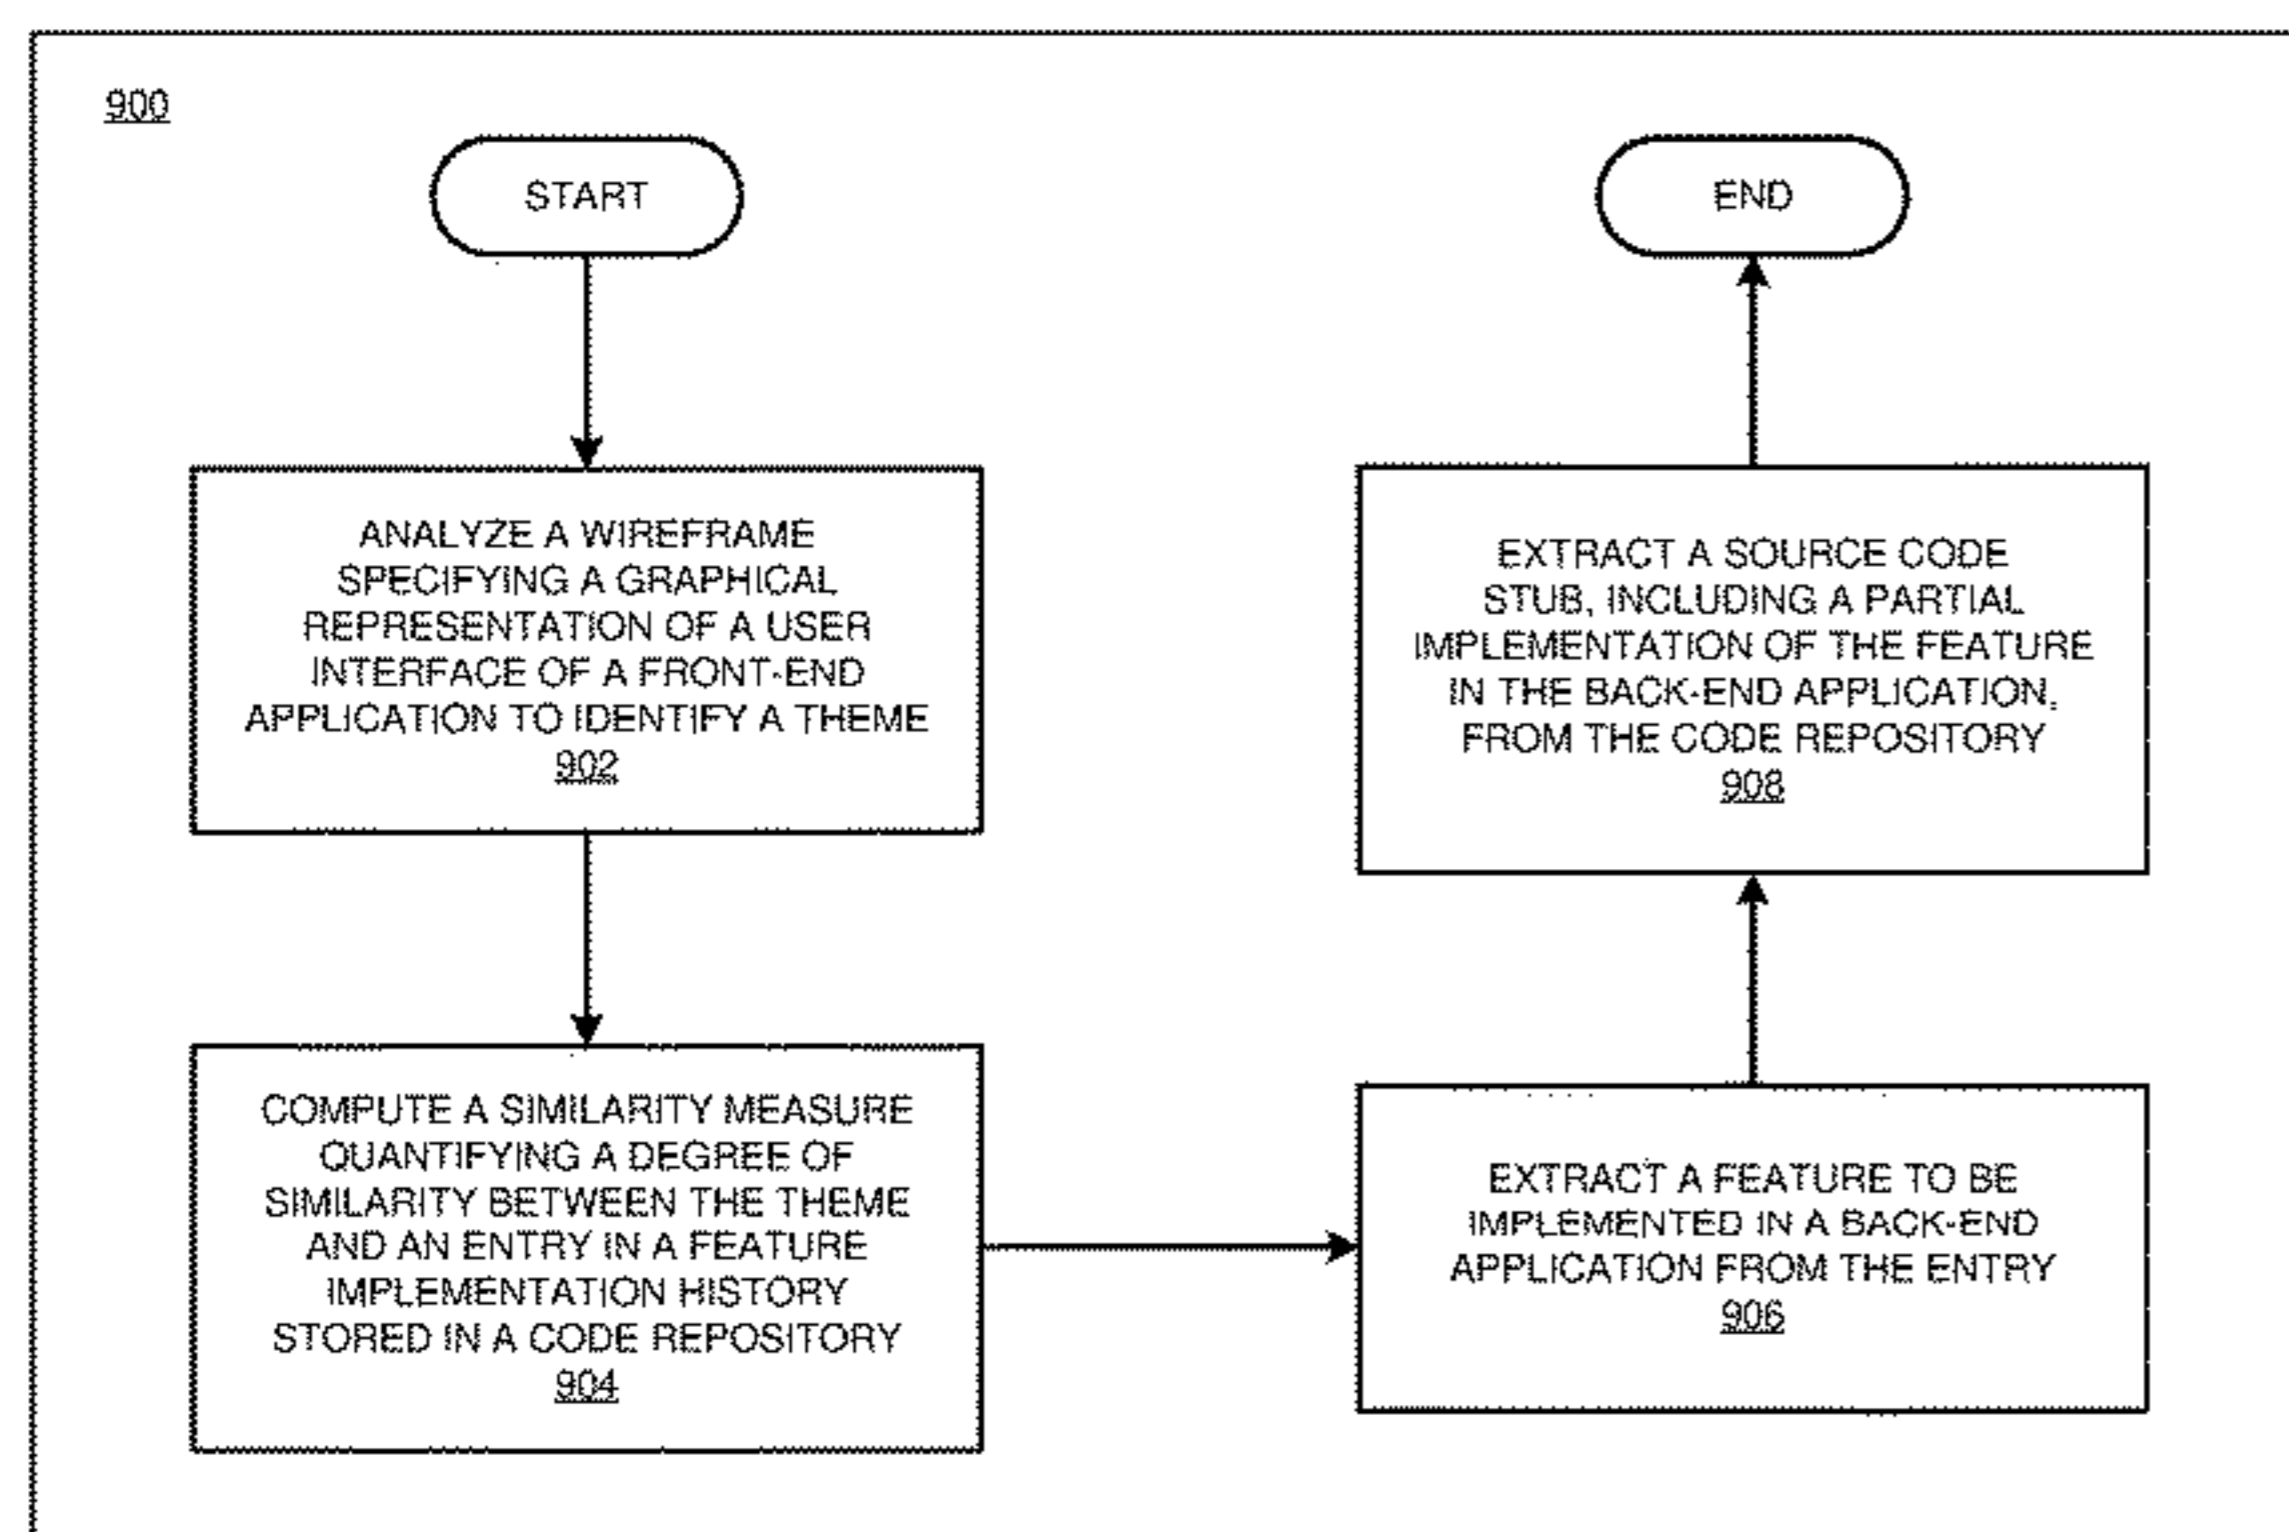 900
START
ANALYZE A WIREFRAME
SPECIFYING A GRAPHICAL
REPRESENTATION OF A USER
INTERFACE OF A FRONT-END
APPLICATION TO IDENTIFY A THEME
902
COMPUTE A SIMILARITY MEASURE
QUANTIFYING A DEGREE OF
SIMILARITY BETWEEN THE THEME
AND AN ENTRY IN A FEATURE
IMPLEMENTATION HISTORY
STORED IN A CODE REPOSITORY
904
EXTRACT A FEATURE TO BE
IMPLEMENTED IN A BACK-END
APPLICATION FROM THE ENTRY
906
EXTRACT A SOURCE CODE
STUB, INCLUDING A PARTIAL
IMPLEMENTATION OF THE FEATURE
IN THE BACK-END APPLICATION,
FROM THE CODE REPOSITORY
908
END